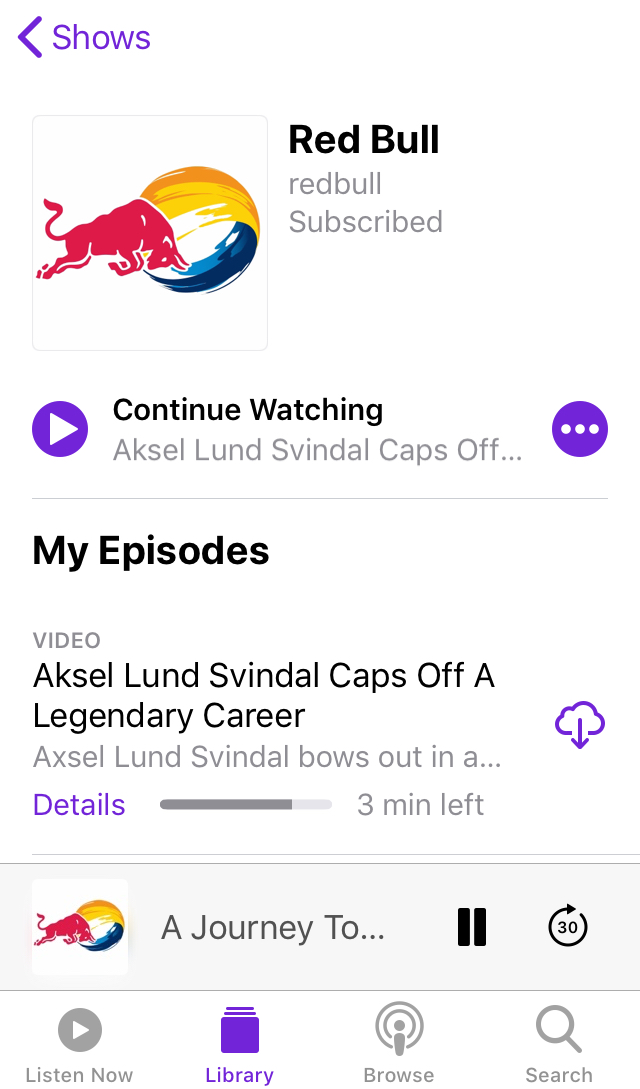 Shows
Red Bull
redbull
Subscribed
Continue Watching
Aksel Lund Svindal Caps Off...
My Episodes
VIDEO
Aksel Lund Svindal Caps Off A
Legendary Career
Axsel Lund Svindal bows out in a...
Details 3 min left
A Journey To... 30
Listen Now Library Browse Search